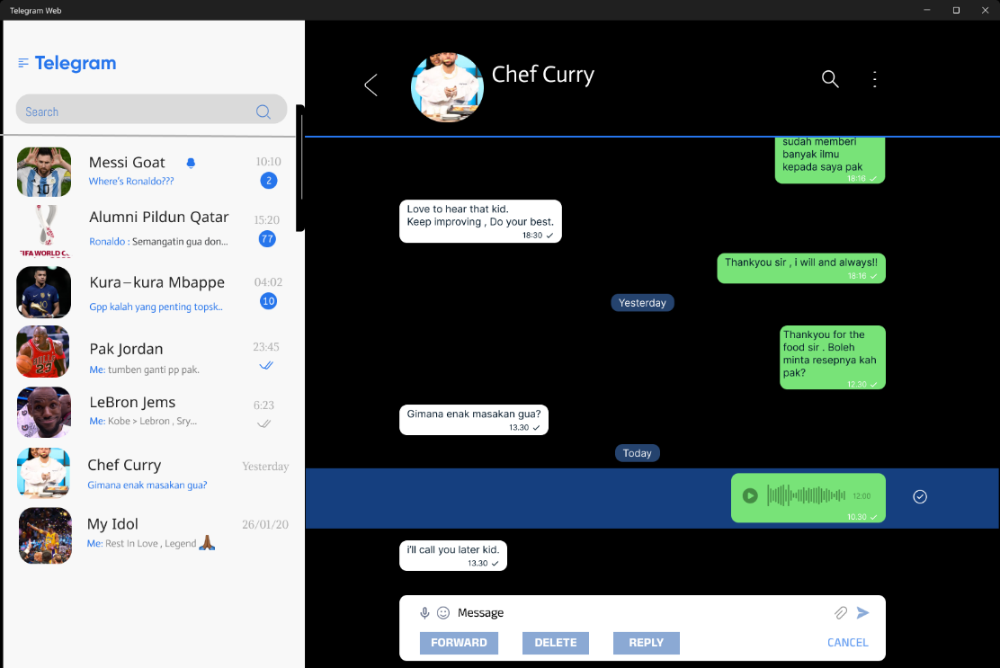 Telegram Web
Telegram
Search
Messi Goat
10:10
Where's Ronaldo???
2
Alumni Pildun Qatar
15:20
Ronaldo : Semangatin gua don...
77
FIFA WORLD C
Kura–kura Mbappe
04:02
Gpp kalah yang penting topsk..
10
Pak Jordan
23:45
Me: tumben ganti pp pak.
LeBron Jems
6:23
Me: Kobe > Lebron , Sry...
Chef Curry
Yesterday
Gimana enak masakan gua?
My Idol
26/01/20
Me: Rest In Love , Legend
Chef Curry
sudah memberi
banyak ilmu
kepada saya pak
18:16
Love to hear that kid.
Keep improving , Do your best.
18:30
Thankyou sir , i will and always!!
18:16
Yesterday
Thankyou for the
food sir . Boleh
minta resepnya kah
pak?
12.30
Gimana enak masakan gua?
13.30
Today
12:00
10.30
i'll call you later kid.
13.30
Message
FORWARD
DELETE
REPLY
CANCEL